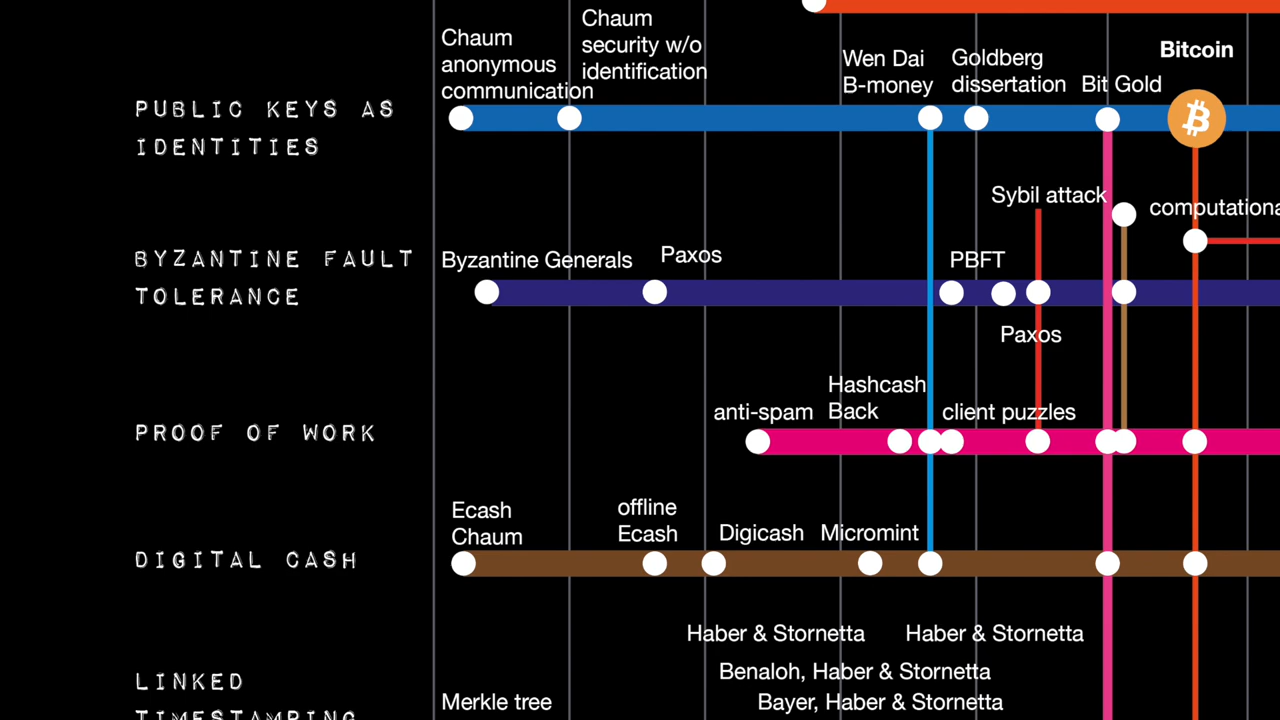 Chaum
anonymous
communication
Chaum
security w/o
identification
Wen Dai
B-money
Goldberg
dissertation
Bit Gold
Bitcoin
PUBLIC KEYS AS
IDENTITIES
Sybil attack
computationa
BYZANTINE FAULT
TOLERANCE
Byzantine Generals
Paxos
PBFT
Paxos
PROOF OF WORK
anti-spam
Hashcash
Back
client puzzles
DIGITAL CASH
Ecash
Chaum
offline
Ecash
Digicash
Micromint
Haber & Stornetta
Haber & Stornetta
Benaloh, Haber & Stornetta
Bayer, Haber & Stornetta
LINKED
TIMESTAMPING
Merkle tree